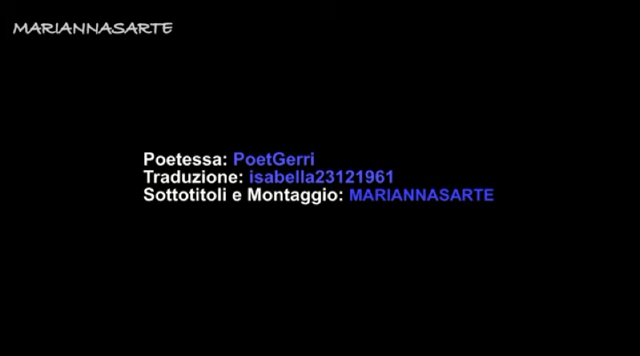 MARIANNASARTE
Poetessa: PoetGerri
Traduzione: isabella23121961
Sottotitoli e Montaggio: MARIANNASARTE